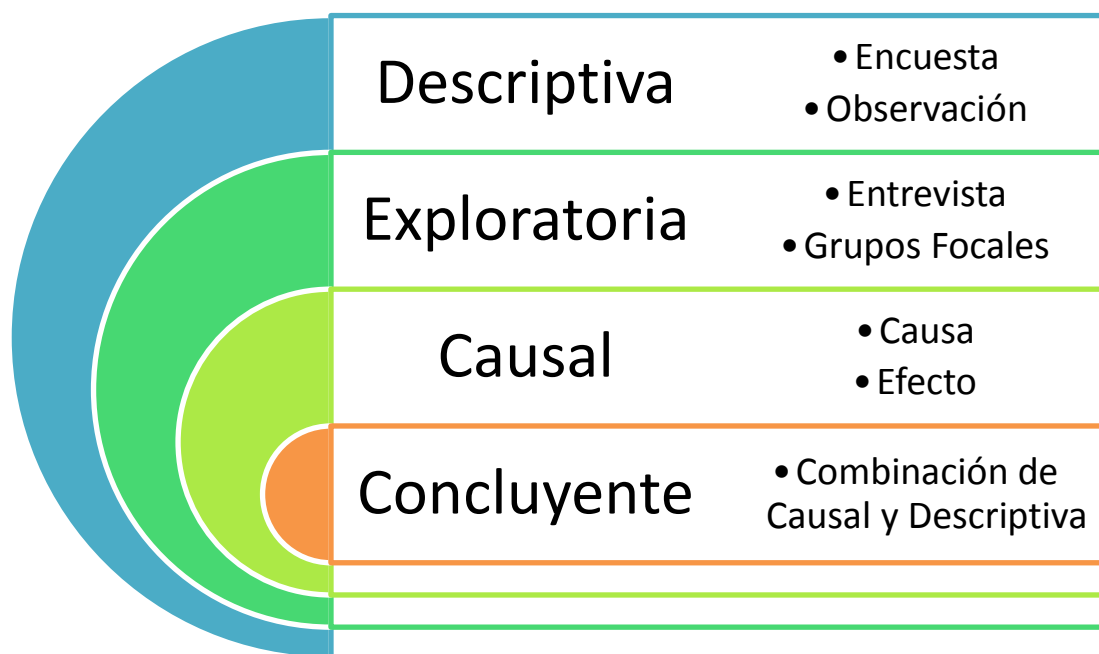 Descriptiva
• Encuesta
• Observación
Exploratoria
• Entrevista
• Grupos Focales
Causal
• Causa
• Efecto
Concluyente
• Combinación de
Causal y Descriptiva